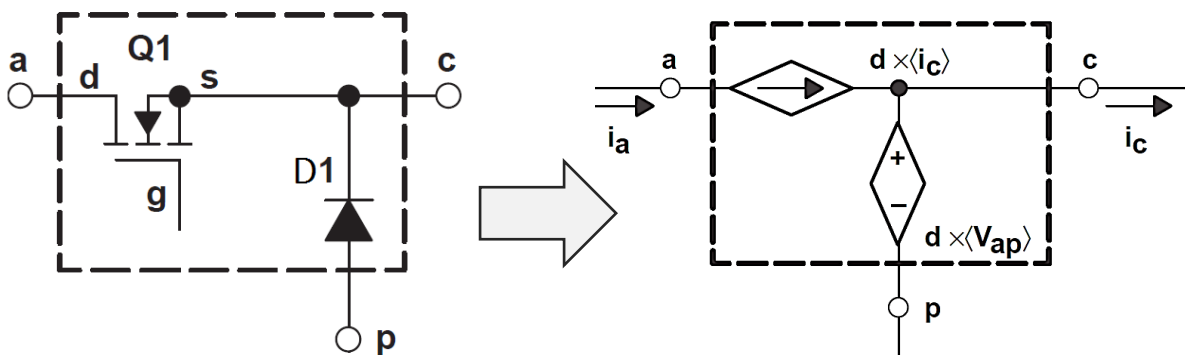 Q1
a
d
s
c
D1
g
p
a
d ×⟨i_c⟩
c
i_a
i_c
+
−
d ×⟨V_ap⟩
p